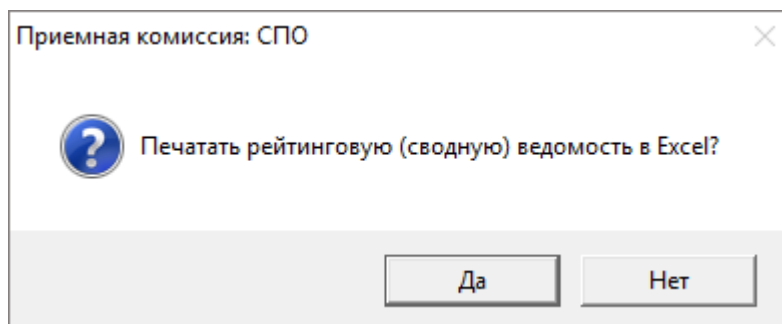 Приемная комиссия: СПО
Печатать рейтинговую (сводную) ведомость в Excel?
Да
Нет